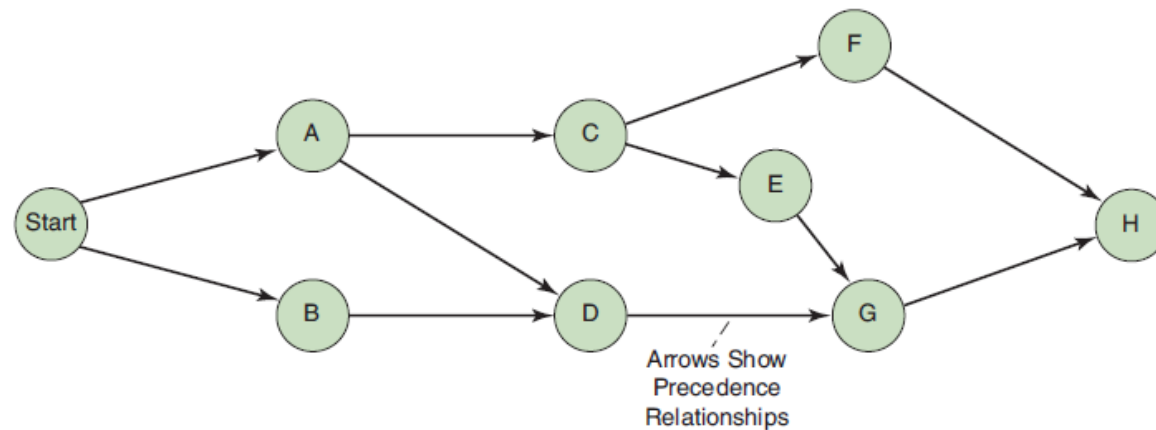 F
A
C
E
Start
H
B
D
G
Arrows Show
Precedence
Relationships